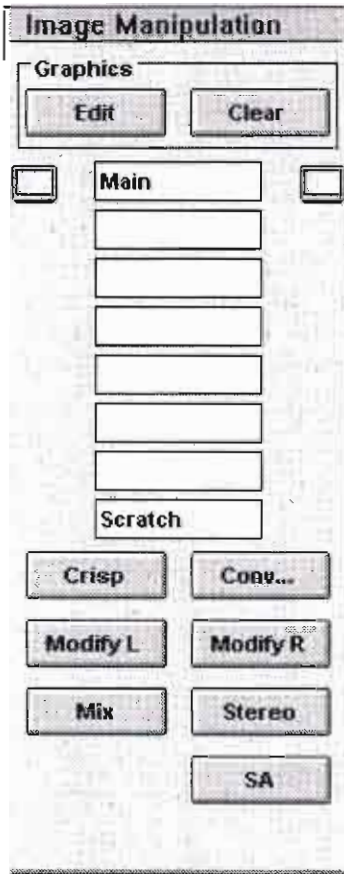 Image Manipulation
Graphics
Edit Clear
Main
Scratch
Crisp Conv...
Modify L Modify R
Mix Stereo
SA